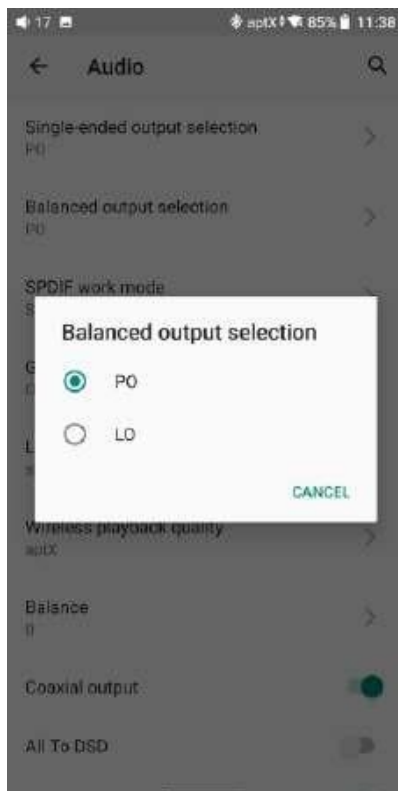 17 aptX 85% 11:38
Audio
Single-ended output selection
PO
Balanced output selection
PO
SPDIF work mode
S
Balanced output selection
G
PO
L
LO
CANCEL
Wireless playback quality
aptX
Balance
0
Coaxial output
All To DSD